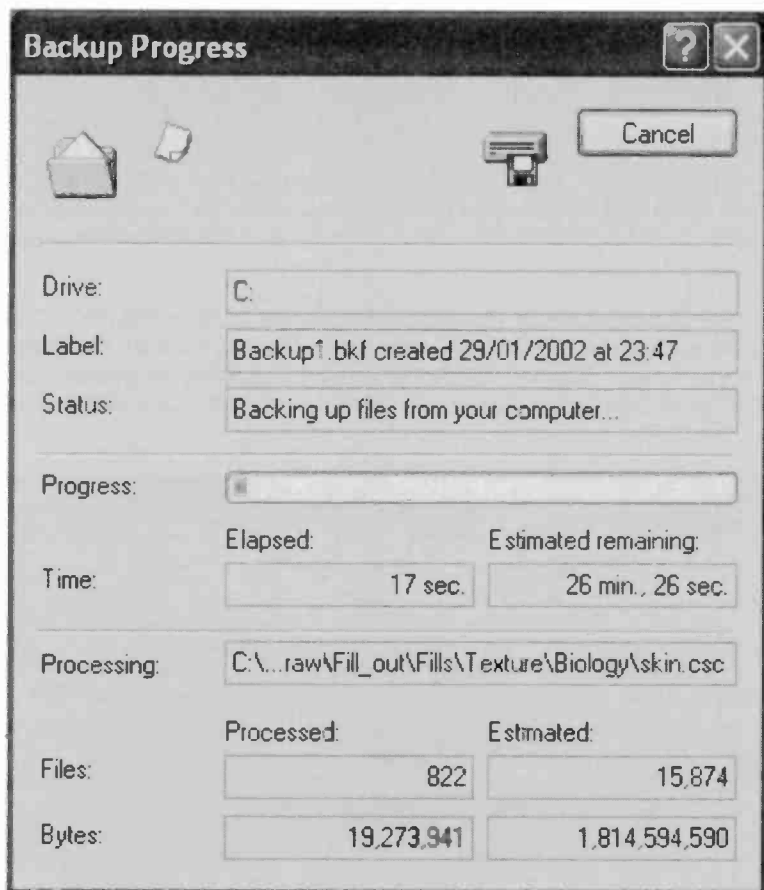 Backup Progress
Cancel
Drive: C:
Label: Backup1.bkf created 29/01/2002 at 23:47
Status: Backing up files from your computer...
Progress:
Elapsed: Estimated remaining:
Time: 17 sec. 26 min., 26 sec.
Processing: C:\...raw\Fill_out\Fills\Texture\Biology\skin.csc
Processed: Estimated:
Files: 822 15,874
Bytes: 19,273,941 1,814,594,590